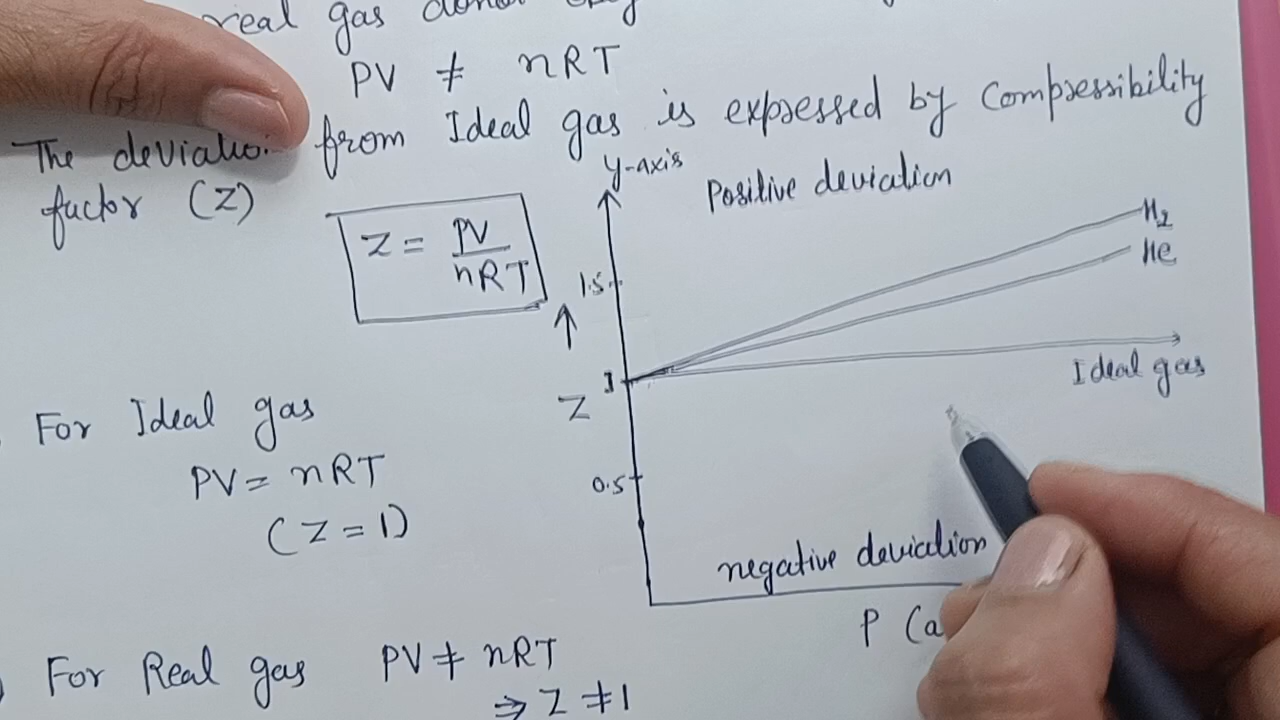 real gas
PV ≠ nRT
The deviation from Ideal gas is expressed by Compressibility
factor (Z)
Z = PV / nRT
y-axis
Positive deviation
H2
He
1.5
1
Z
Ideal gas
0.5
negative deviation
P (a
For Ideal gas
PV = nRT
(Z = 1)
For Real gas PV ≠ nRT
⇒ Z ≠ 1